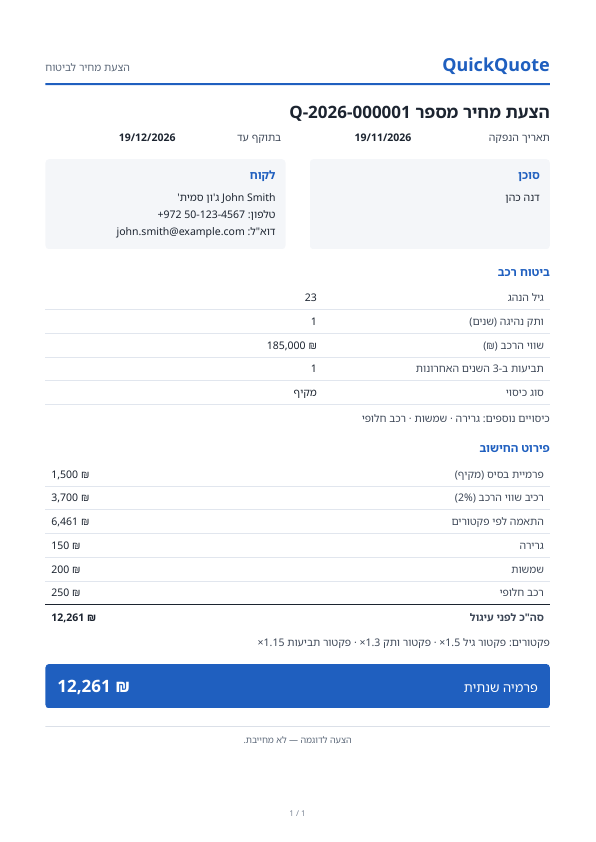 QuickQuote
הצעת מחיר לביטוח
הצעת מחיר מספר Q-2026-000001
תאריך הנפקה 19/11/2026 בתוקף עד 19/12/2026
סוכן
דנה כהן
לקוח
John Smith ג'ון סמית'
טלפון: +972 50-123-4567
דוא"ל: john.smith@example.com
ביטוח רכב
גיל הנהג 23
ותק נהיגה (שנים) 1
שווי הרכב (₪) 185,000 ₪
תביעות ב-3 השנים האחרונות 1
סוג כיסוי מקיף
כיסויים נוספים: גרירה · שמשות · רכב חלופי
פירוט החישוב
פרמיית בסיס (מקיף) 1,500 ₪
רכיב שווי הרכב (2%) 3,700 ₪
התאמה לפי פקטורים 6,461 ₪
גרירה 150 ₪
שמשות 200 ₪
רכב חלופי 250 ₪
סה"כ לפני עיגול 12,261 ₪
פקטורים: פקטור גיל ×1.5 · פקטור ותק ×1.3 · פקטור תביעות ×1.15
פרמיה שנתית 12,261 ₪
הצעה לדוגמה — לא מחייבת.
1 / 1